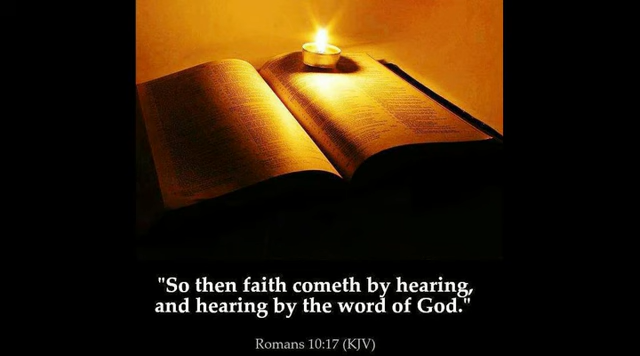 "So then faith cometh by hearing,
and hearing by the word of God."
Romans 10:17 (KJV)